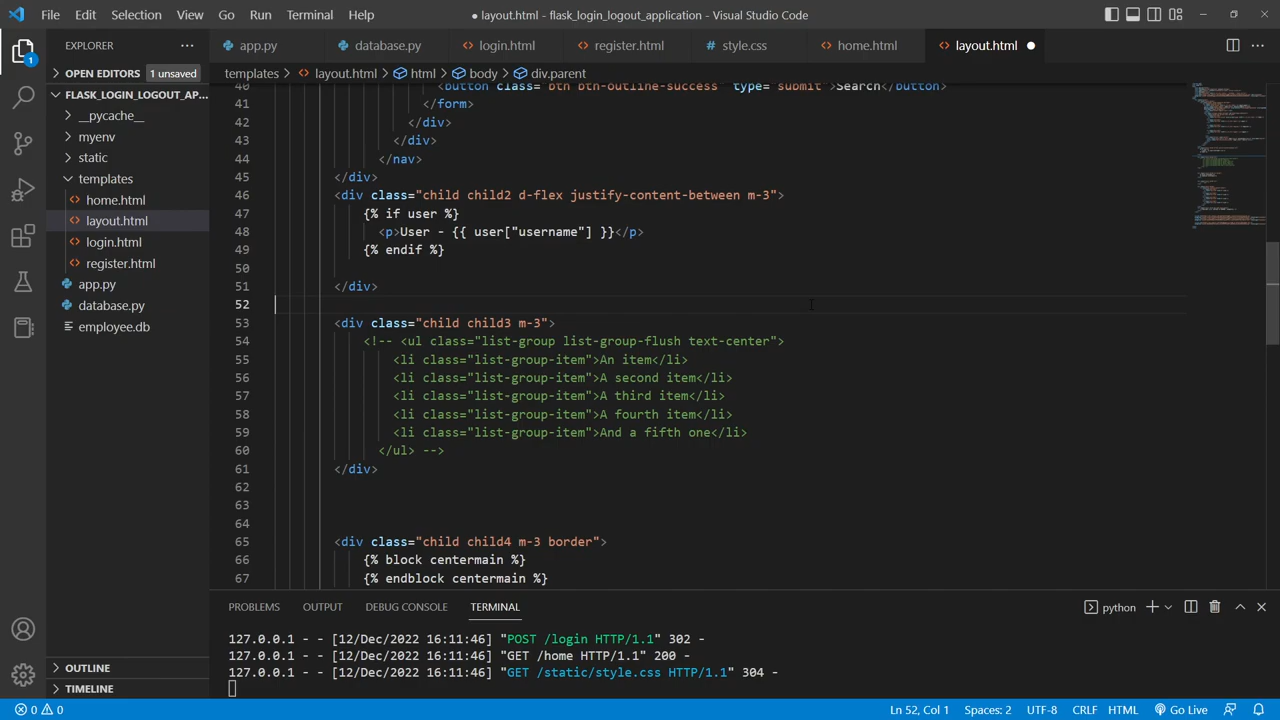 File Edit Selection View Go Run Terminal Help
● layout.html - flask_login_logout_application - Visual Studio Code
EXPLORER
app.py database.py login.html register.html style.css home.html layout.html
OPEN EDITORS 1 unsaved
templates > layout.html > html > body > div.parent
FLASK_LOGIN_LOGOUT_AP...
__pycache__
myenv
static
templates
home.html
layout.html
login.html
register.html
app.py
database.py
employee.db
OUTLINE
TIMELINE
1
40 <button class="btn btn-outline-success" type="submit">Search</button>
41 </form>
42 </div>
43 </div>
44 </nav>
45 </div>
46 <div class="child child2 d-flex justify-content-between m-3">
47 {% if user %}
48 <p>User - {{ user["username"] }}</p>
49 {% endif %}
50
51 </div>
52
53 <div class="child child3 m-3">
54 <!-- <ul class="list-group list-group-flush text-center">
55 <li class="list-group-item">An item</li>
56 <li class="list-group-item">A second item</li>
57 <li class="list-group-item">A third item</li>
58 <li class="list-group-item">A fourth item</li>
59 <li class="list-group-item">And a fifth one</li>
60 </ul> -->
61 </div>
62
63
64
65 <div class="child child4 m-3 border">
66 {% block centermain %}
67 {% endblock centermain %}
PROBLEMS OUTPUT DEBUG CONSOLE TERMINAL python
127.0.0.1 - - [12/Dec/2022 16:11:46] "POST /login HTTP/1.1" 302 -
127.0.0.1 - - [12/Dec/2022 16:11:46] "GET /home HTTP/1.1" 200 -
127.0.0.1 - - [12/Dec/2022 16:11:46] "GET /static/style.css HTTP/1.1" 304 -
0 0 Ln 52, Col 1 Spaces: 2 UTF-8 CRLF HTML Go Live